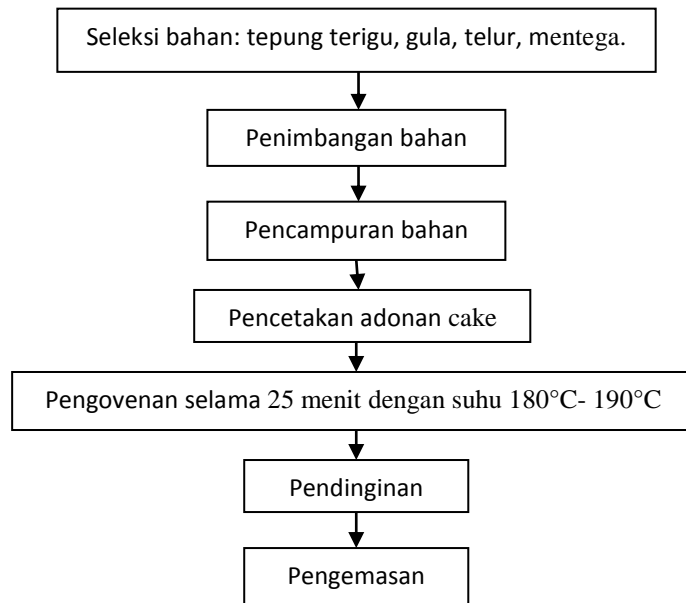 Seleksi bahan: tepung terigu, gula, telur, mentega.
Penimbangan bahan
Pencampuran bahan
Pencetakan adonan cake
Pengovenan selama 25 menit dengan suhu 180°C- 190°C
Pendinginan
Pengemasan